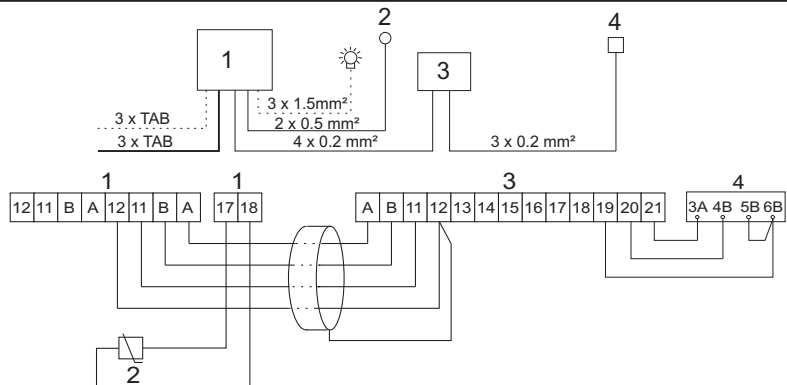 2
4
1
3
3 x 1.5mm²
3 x TAB
2 x 0.5 mm²
3 x TAB
4 x 0.2 mm²
3 x 0.2 mm²
1
1
3
4
12 11 B A 12 11 B A
17 18
A B 11 12 13 14 15 16 17 18 19 20 21
3A 4B 5B 6B
2